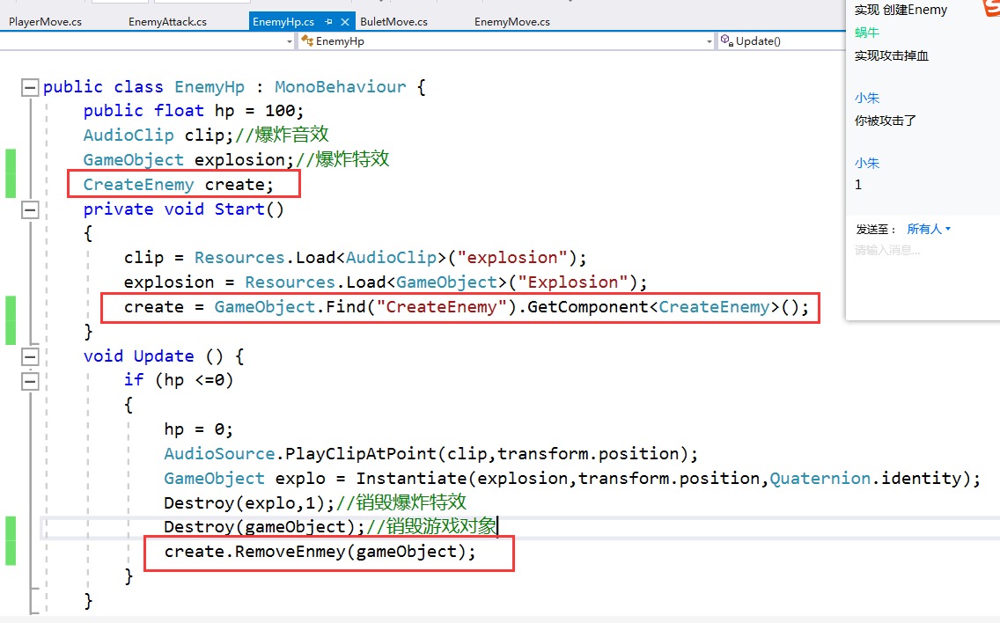 PlayerMove.cs EnemyAttack.cs EnemyHp.cs BuletMove.cs EnemyMove.cs
EnemyHp Update()
public class EnemyHp : MonoBehaviour {
public float hp = 100;
AudioClip clip;//爆炸音效
GameObject explosion;//爆炸特效
CreateEnemy create;
private void Start()
{
clip = Resources.Load<AudioClip>("explosion");
explosion = Resources.Load<GameObject>("Explosion");
create = GameObject.Find("CreateEnemy").GetComponent<CreateEnemy>();
}
void Update () {
if (hp <=0)
{
hp = 0;
AudioSource.PlayClipAtPoint(clip,transform.position);
GameObject explo = Instantiate(explosion,transform.position,Quaternion.identity);
Destroy(explo,1);//销毁爆炸特效
Destroy(gameObject);//销毁游戏对象
create.RemoveEnmey(gameObject);
}
}
实现 创建Enemy
蜗牛
实现攻击掉血
小朱
你被攻击了
小朱
1
发送至： 所有人
请输入消息...